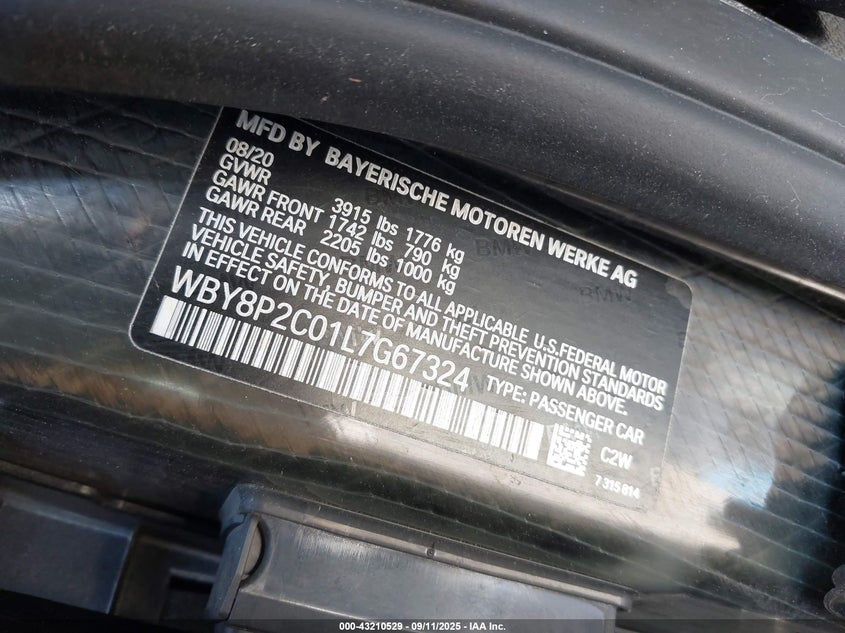 MFD BY BAYERISCHE MOTOREN WERKE AG
08/20
GVWR 3915 lbs 1776 kg
GAWR FRONT 1742 lbs 790 kg
GAWR REAR 2205 lbs 1000 kg
THIS VEHICLE CONFORMS TO ALL APPLICABLE U.S.FEDERAL MOTOR
VEHICLE SAFETY, BUMPER AND THEFT PREVENTION STANDARDS
IN EFFECT ON THE DATE OF MANUFACTURE SHOWN ABOVE.
WBY8P2C01L7G67324 TYPE: PASSENGER CAR
C2W
7 315 814
000-43210529 - 09/11/2025 - IAA Inc.